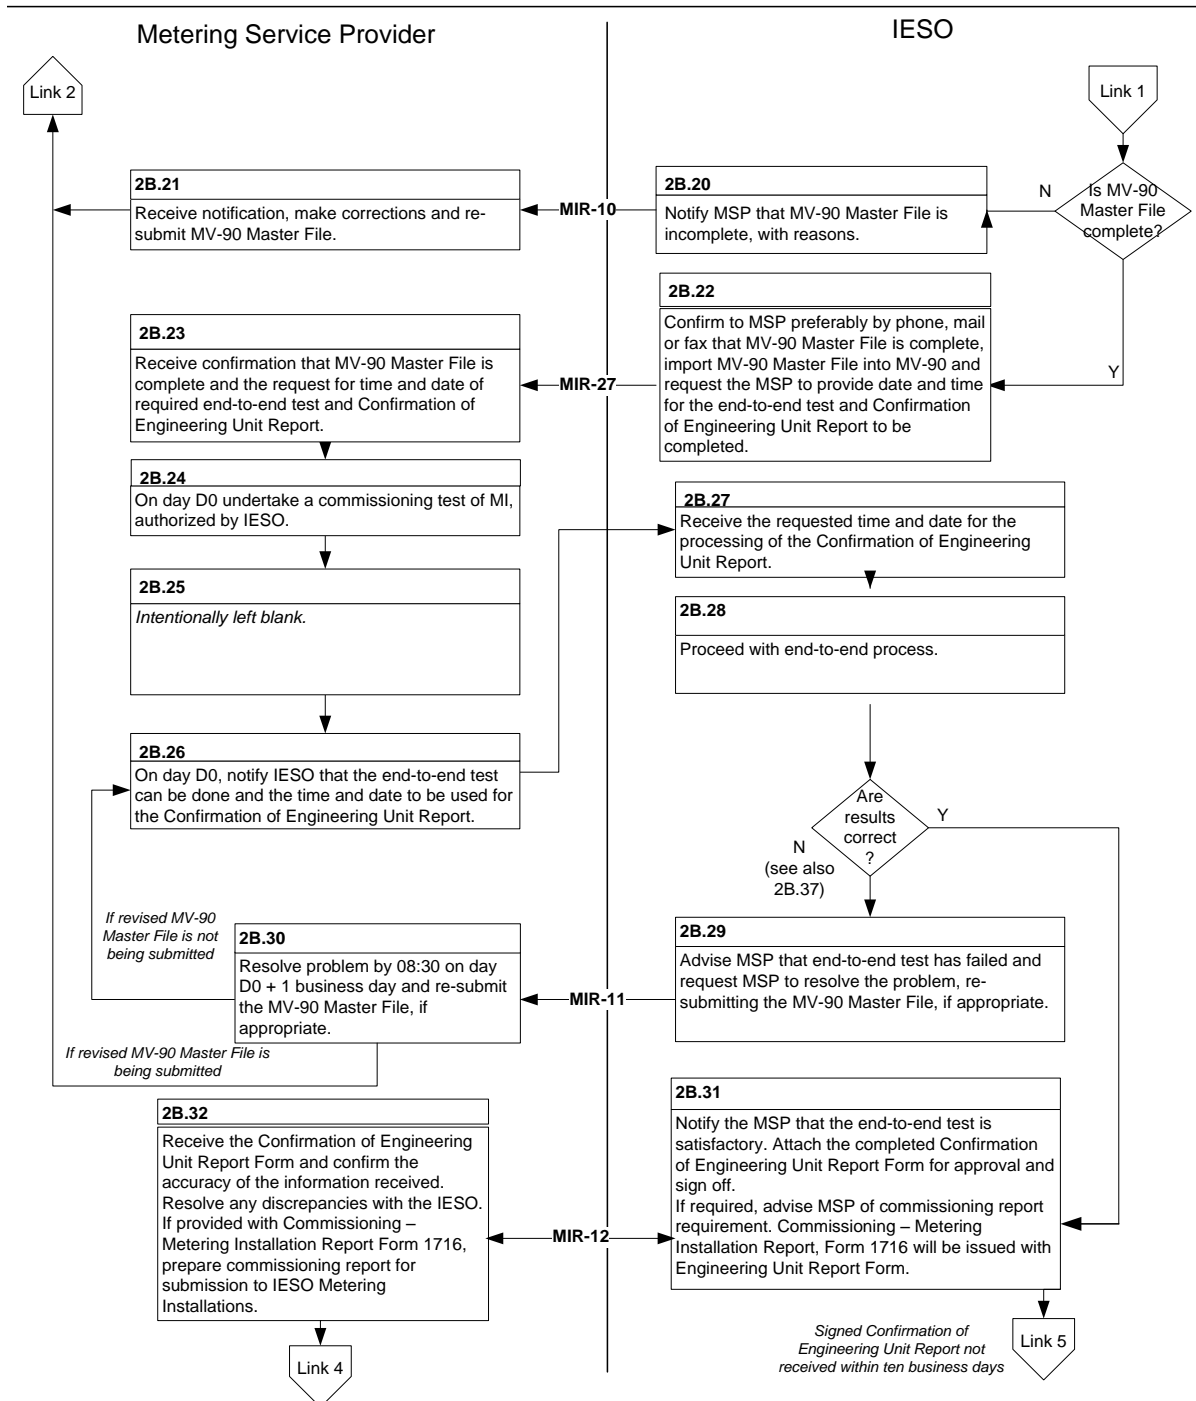 Metering Service Provider
IESO
Link 2
Link 1
Is MV-90
Master File
complete?
N
Y
2B.20
Notify MSP that MV-90 Master File is
incomplete, with reasons.
MIR-10
2B.21
Receive notification, make corrections and re-
submit MV-90 Master File.
2B.22
Confirm to MSP preferably by phone, mail
or fax that MV-90 Master File is complete,
import MV-90 Master File into MV-90 and
request the MSP to provide date and time
for the end-to-end test and Confirmation
of Engineering Unit Report to be
completed.
MIR-27
2B.23
Receive confirmation that MV-90 Master File is
complete and the request for time and date of
required end-to-end test and Confirmation of
Engineering Unit Report.
2B.24
On day D0 undertake a commissioning test of MI,
authorized by IESO.
2B.25
Intentionally left blank.
2B.26
On day D0, notify IESO that the end-to-end test
can be done and the time and date to be used for
the Confirmation of Engineering Unit Report.
2B.27
Receive the requested time and date for the
processing of the Confirmation of Engineering
Unit Report.
2B.28
Proceed with end-to-end process.
Are
results
correct
?
Y
N
(see also
2B.37)
2B.29
Advise MSP that end-to-end test has failed and
request MSP to resolve the problem, re-
submitting the MV-90 Master File, if appropriate.
MIR-11
2B.30
Resolve problem by 08:30 on day
D0 + 1 business day and re-submit
the MV-90 Master File, if
appropriate.
If revised MV-90
Master File is not
being submitted
If revised MV-90 Master File is
being submitted
2B.31
Notify the MSP that the end-to-end test is
satisfactory. Attach the completed Confirmation
of Engineering Unit Report Form for approval and
sign off.
If required, advise MSP of commissioning report
requirement. Commissioning – Metering
Installation Report, Form 1716 will be issued with
Engineering Unit Report Form.
MIR-12
2B.32
Receive the Confirmation of Engineering
Unit Report Form and confirm the
accuracy of the information received.
Resolve any discrepancies with the IESO.
If provided with Commissioning –
Metering Installation Report Form 1716,
prepare commissioning report for
submission to IESO Metering
Installations.
Link 4
Signed Confirmation of
Engineering Unit Report not
received within ten business days
Link 5